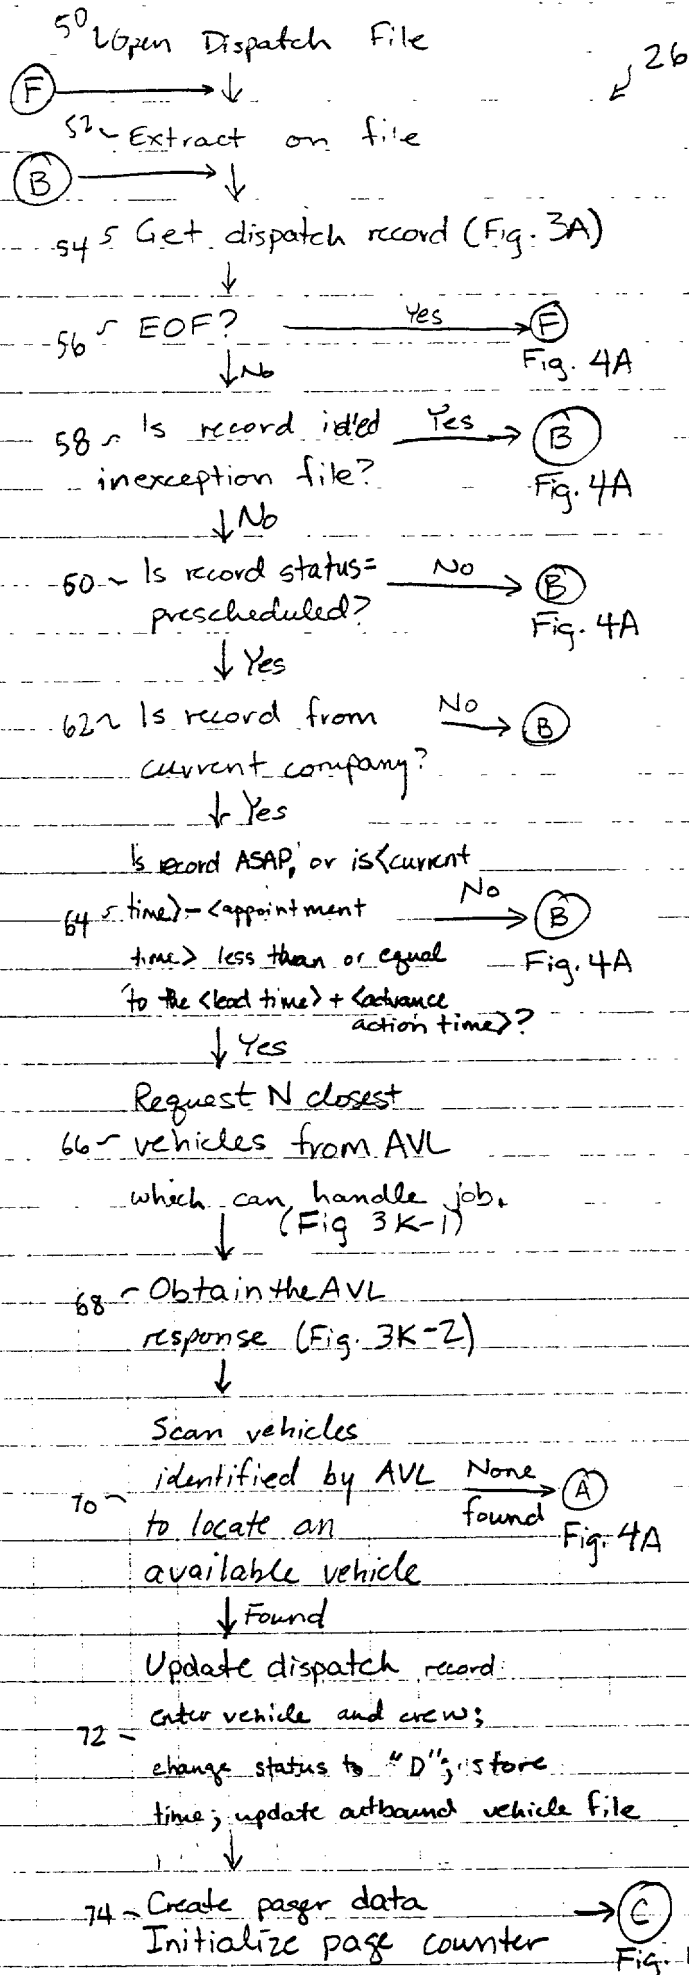 50 Open Dispatch File
26
F
52 Extract on file
B
54 Get dispatch record (Fig. 3A)
56 EOF? Yes F
Fig. 4A
No
58 Is record id'ed Yes B
inexception file?
Fig. 4A
No
60 Is record status= No B
prescheduled?
Fig. 4A
Yes
62 Is record from No B
current company?
Yes
Is record ASAP, or is <current
64 time> - <appointment No B
time> less than or equal Fig. 4A
to the <lead time> + <advance
action time>?
Yes
Request N closest
66 vehicles from AVL
which can handle job.
(Fig 3K-1)
68 Obtain the AVL
response (Fig. 3K-2)
Scan vehicles
identified by AVL None A
70 to locate an found
Fig. 4A
available vehicle
Found
Update dispatch record:
enter vehicle and crew;
72 change status to "D"; store
time; update outbound vehicle file
74 Create pager data C
Initialize page counter
Fig.